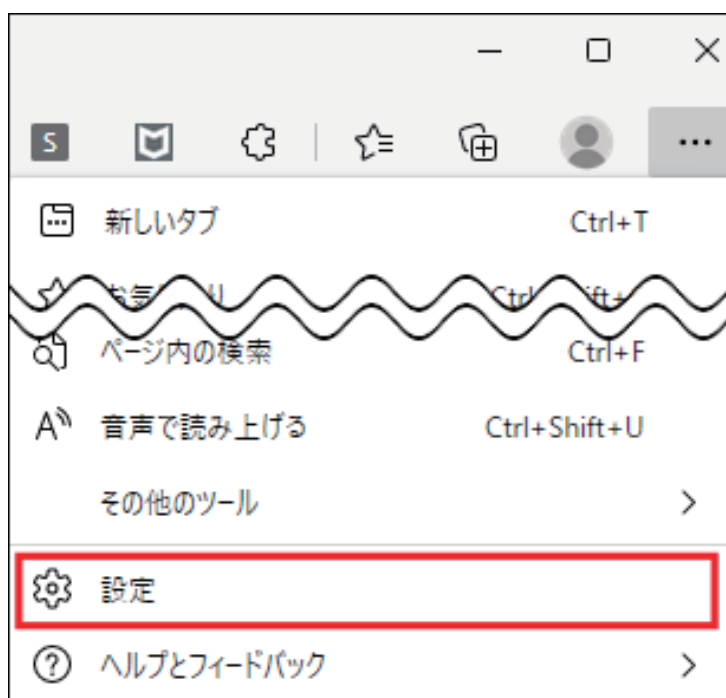 S
新しいタブ Ctrl+T
ページ内の検索 Ctrl+F
音声で読み上げる Ctrl+Shift+U
その他のツール
設定
ヘルプとフィードバック